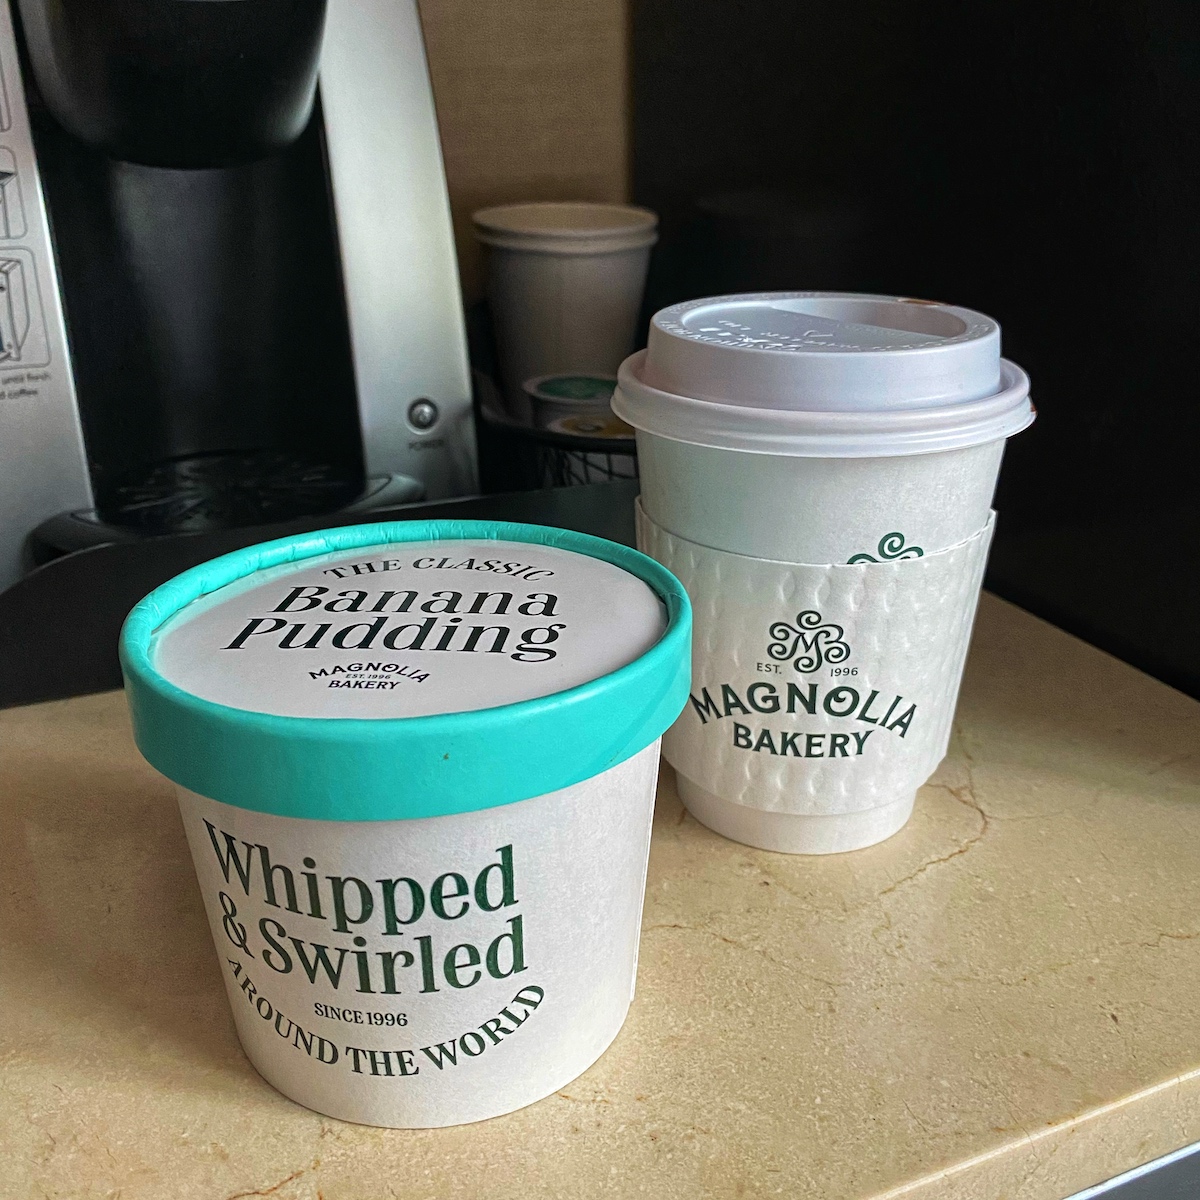 THE CLASSIC
Banana
Pudding
MAGNOLIA
EST. 1996
BAKERY
Whipped
& Swirled
SINCE 1996
AROUND THE WORLD
EST. 1996
MAGNOLIA
BAKERY
POWER